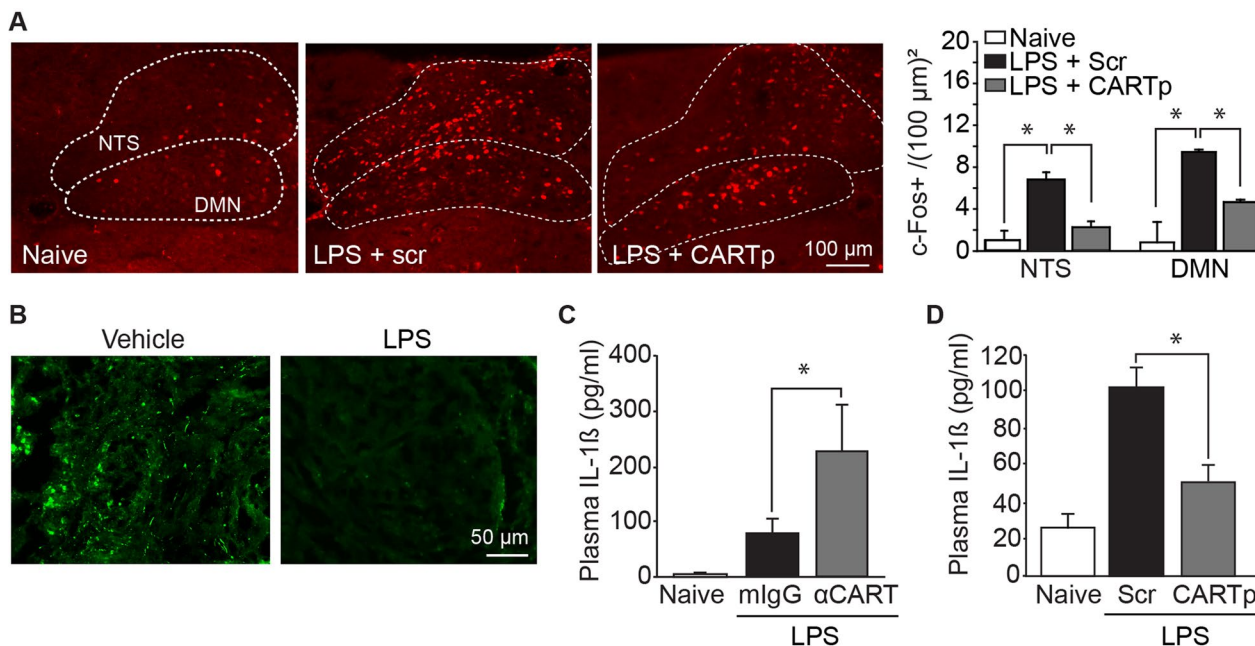 A
NTS
DMN
Naive
LPS + scr
LPS + CARTp
100 µm
c-Fos+ /(100 µm)²
20
16
12
8
4
0
Naive
LPS + Scr
LPS + CARTp
* *
* *
NTS DMN
B
Vehicle
LPS
50 µm
C
Plasma IL-1ß (pg/ml)
400
300
200
100
0
*
Naive mIgG αCART
LPS
D
Plasma IL-1ß (pg/ml)
120
100
80
60
40
20
0
*
Naive Scr CARTp
LPS